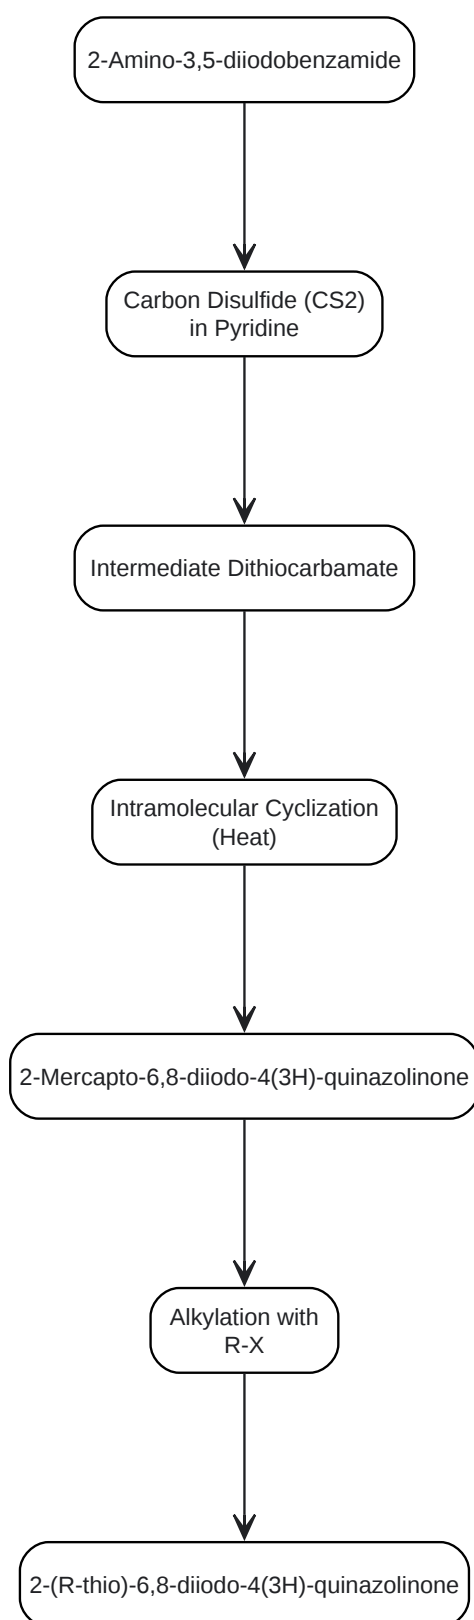 2-Amino-3,5-diiodobenzamide
Carbon Disulfide (CS2)
in Pyridine
Intermediate Dithiocarbamate
Intramolecular Cyclization
(Heat)
2-Mercapto-6,8-diiodo-4(3H)-quinazolinone
Alkylation with
R-X
2-(R-thio)-6,8-diiodo-4(3H)-quinazolinone